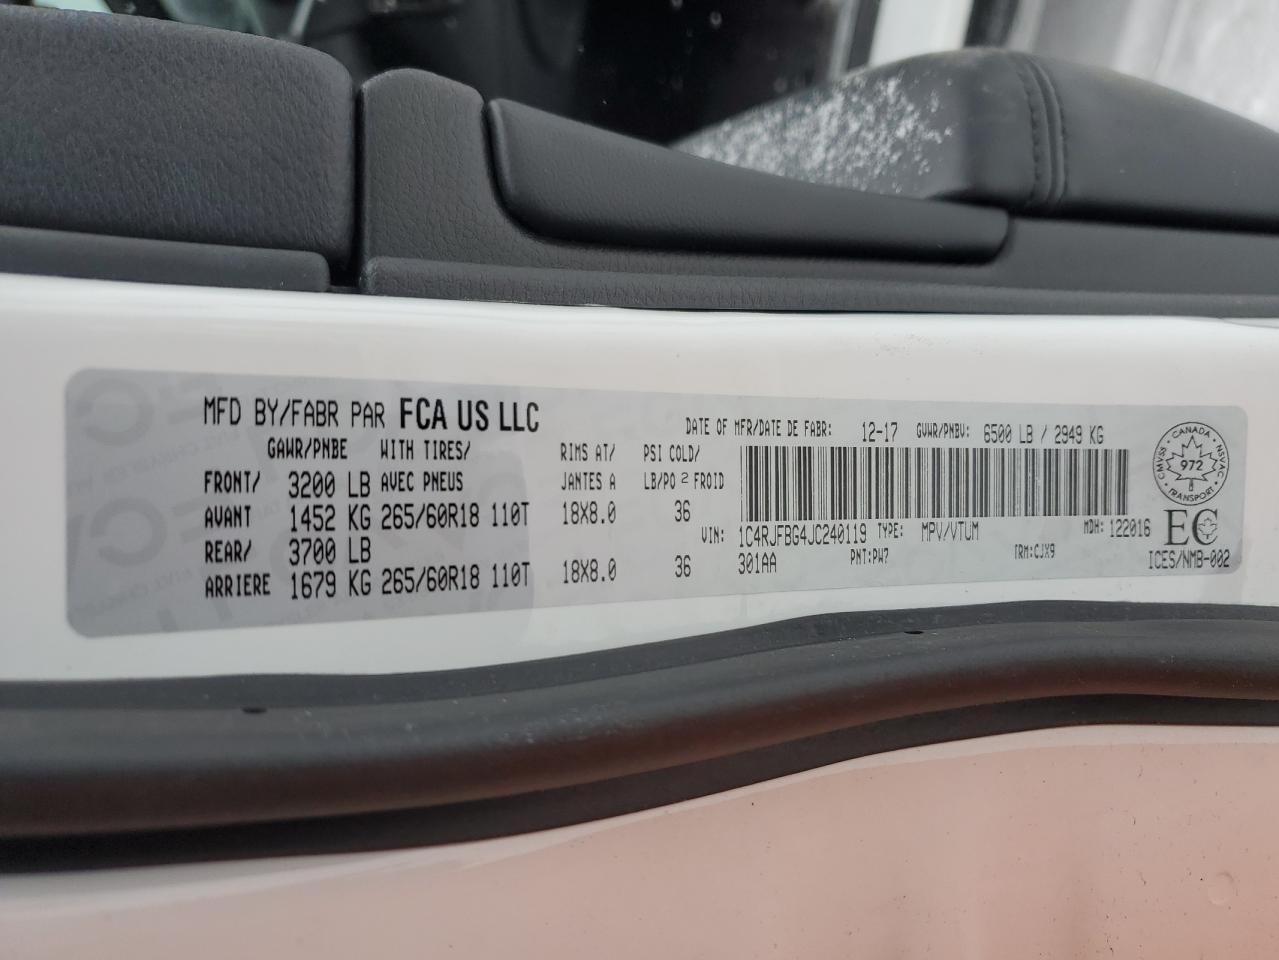 MFD BY/FABR PAR FCA US LLC
DATE OF MFR/DATE DE FABR: 12-17 GVWR/PNBV: 6500 LB / 2949 KG
GAWR/PNBE WITH TIRES/ RIMS AT/ PSI COLD/
FRONT/ 3200 LB AVEC PNEUS JANTES A LB/PO² FROID
AVANT 1452 KG 265/60R18 110T 18X8.0 36
REAR/ 3700 LB
ARRIERE 1679 KG 265/60R18 110T 18X8.0 36
VIN: 1C4RJFBG4JC240119 TYPE: MPV/VTUM MDH: 122016
301AA PNT:PW7 TRM:CJX9
CANADA
CMVSS 972 NSVAC
TRANSPORT
EC
ICES/NMB-002